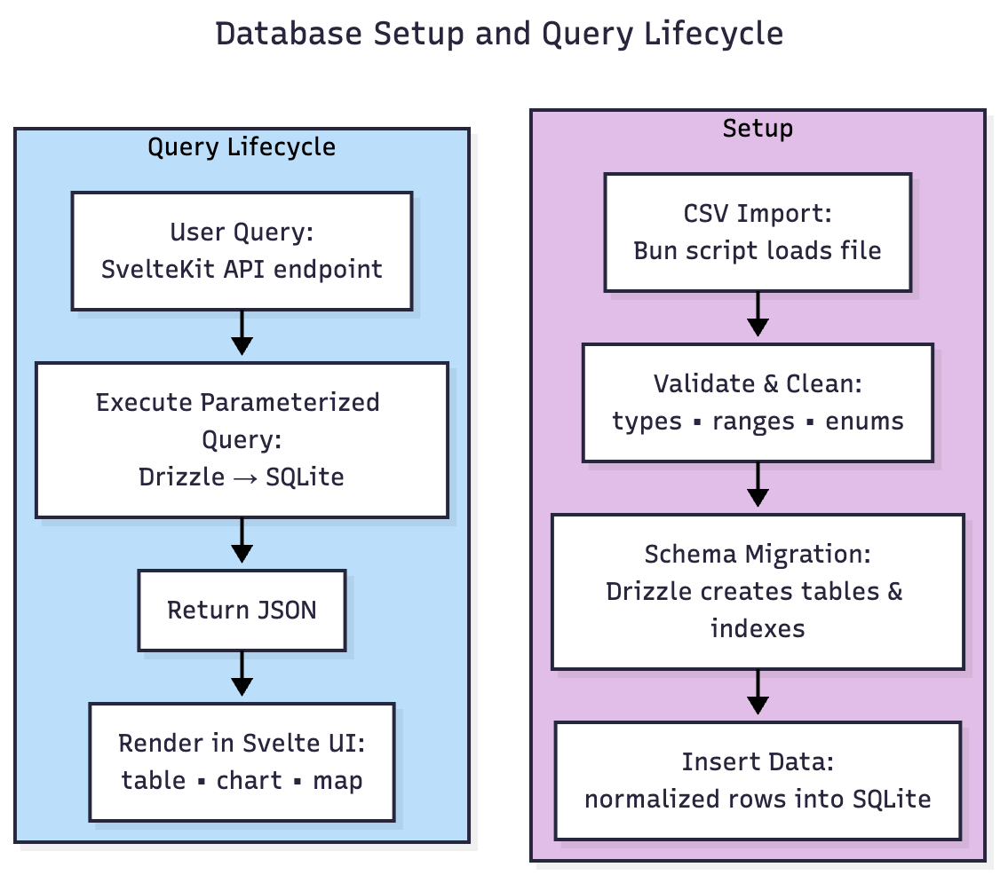 Database Setup and Query Lifecycle
Query Lifecycle
User Query:
SvelteKit API endpoint
Execute Parameterized
Query:
Drizzle → SQLite
Return JSON
Render in Svelte UI:
table ▪ chart ▪ map
Setup
CSV Import:
Bun script loads file
Validate & Clean:
types ▪ ranges ▪ enums
Schema Migration:
Drizzle creates tables &
indexes
Insert Data:
normalized rows into SQLite